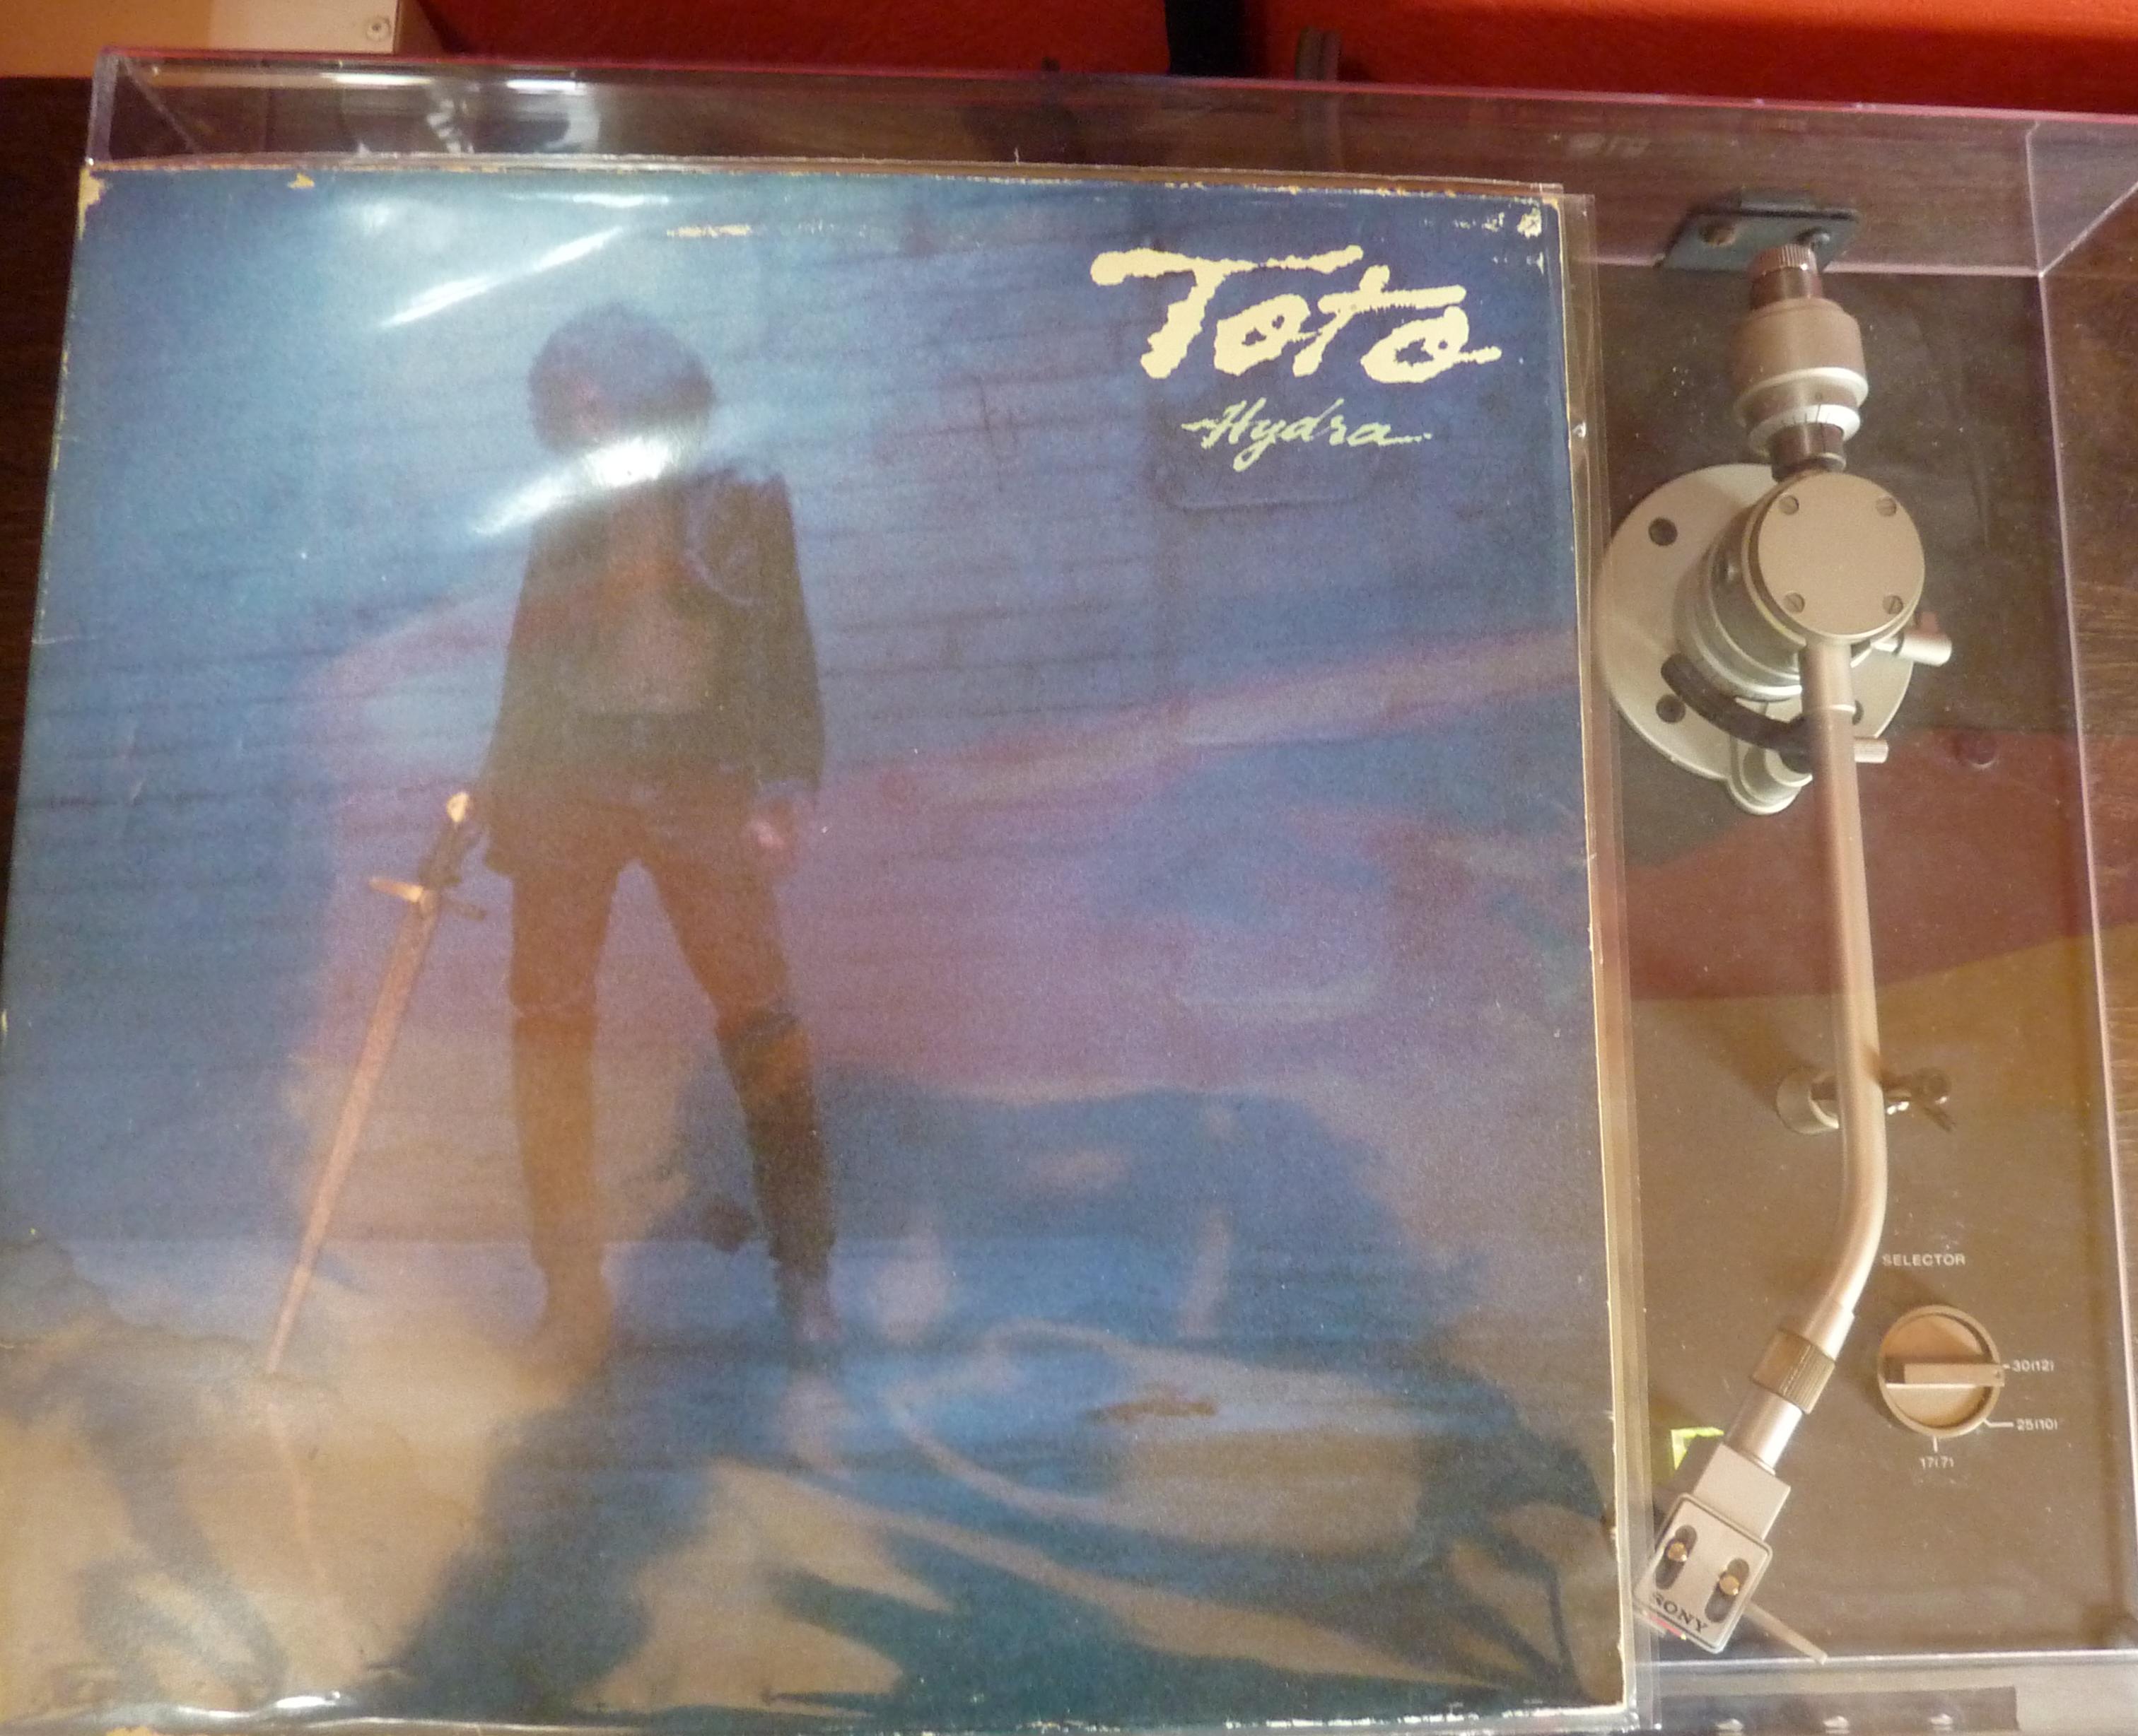 Toto
Hydra
SELECTOR
30(12)
25(10)
17(7)
SONY